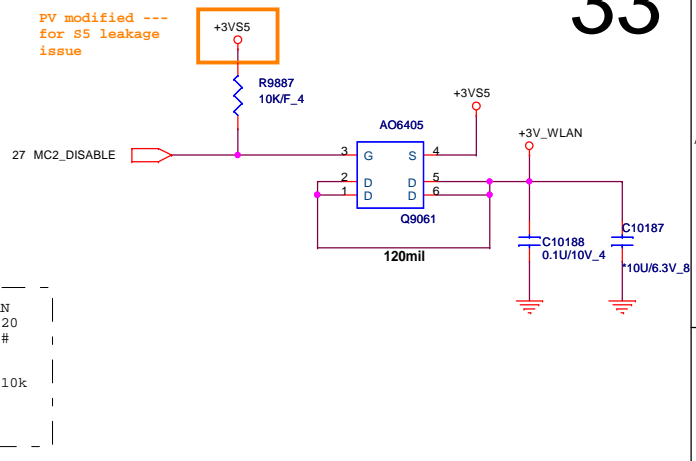 33
PV modified ---
for S5 leakage
issue
+3VS5
R9887
10K/F_4
+3VS5
AO6405
+3V_WLAN
27 MC2_DISABLE
3 G S 4
2 D D 5
1 D D 6
Q9061
120mil
C10188
0.1U/10V_4
C10187
*10U/6.3V_8
N
20
#
10k